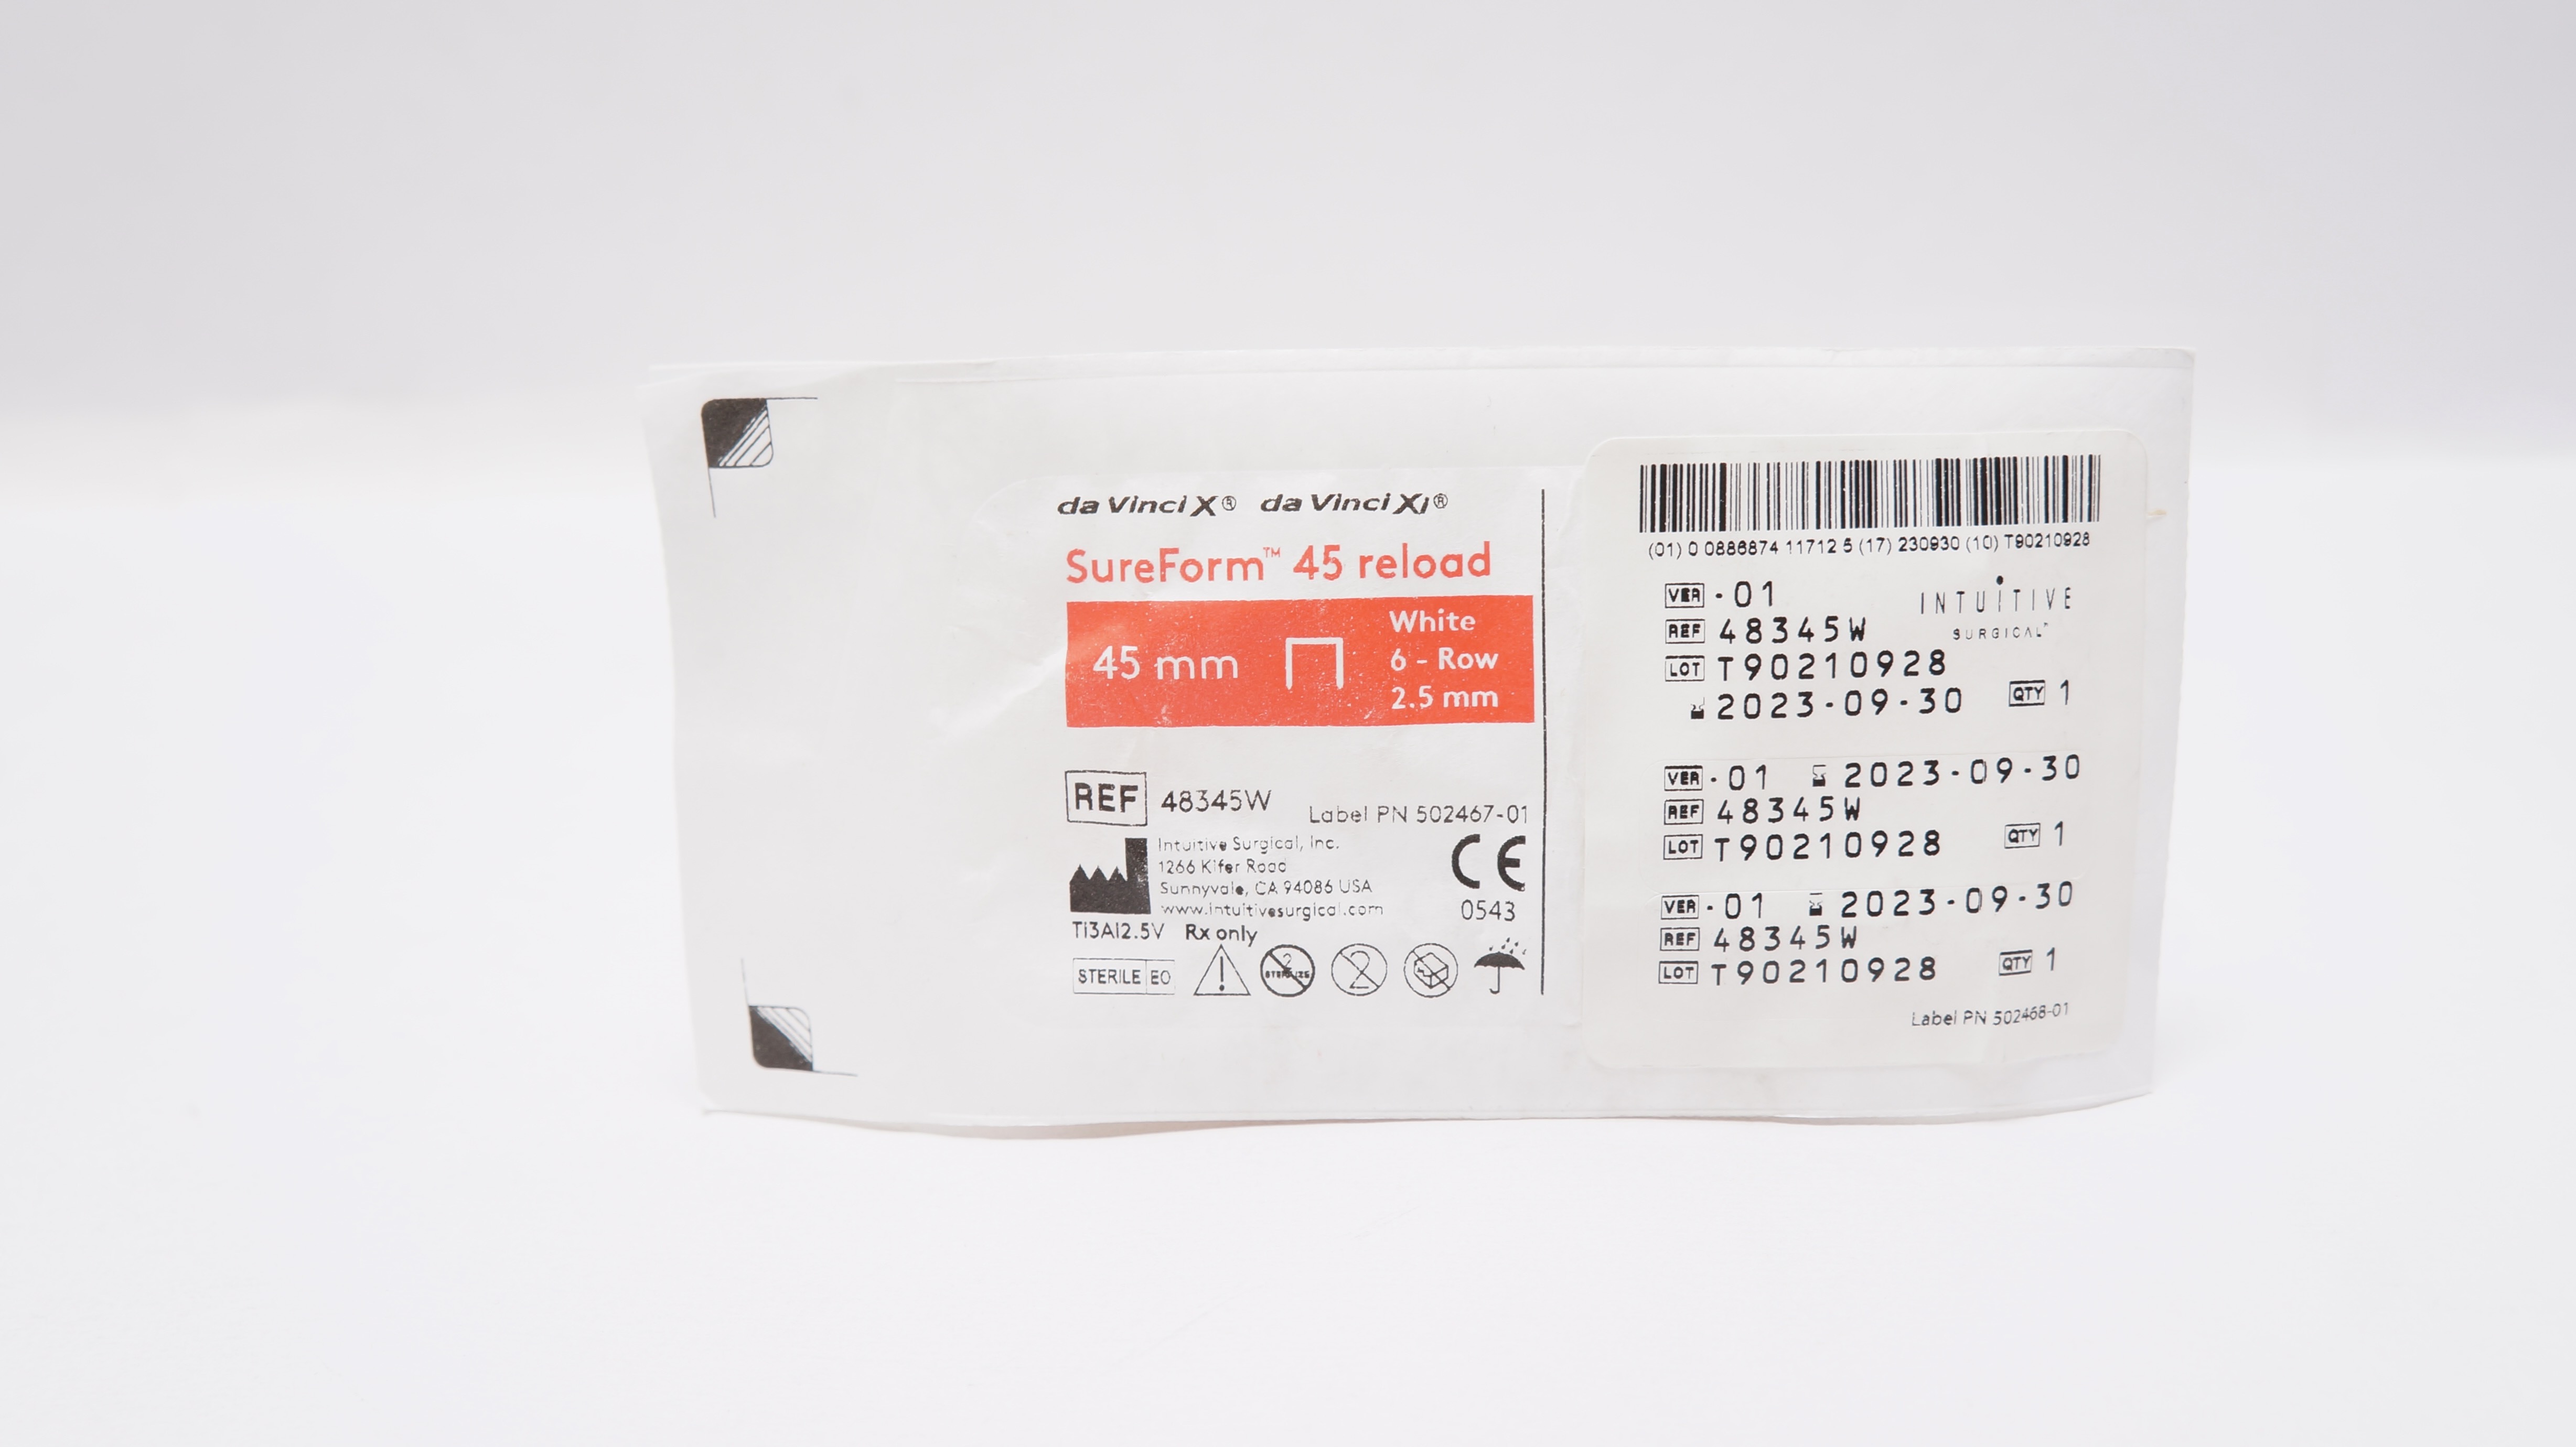 da Vinci X® da Vinci Xi®
SureForm™ 45 reload
45 mm
White
6 - Row
2.5 mm
REF 48345W
Label PN 502467-01
Intuitive Surgical, Inc.
1266 Kifer Road
Sunnyvale, CA 94086 USA
www.intuitivesurgical.com
CE
0543
Ti3Al2.5V Rx only
STERILE EO
2
STERILIZE
2
(01) 0 0886874 11712 5 (17) 230930 (10) T90210928
VER -01
INTUITIVE
SURGICAL™
REF 48345W
LOT T90210928
2023-09-30 QTY 1
VER -01 2023-09-30
REF 48345W
LOT T90210928 QTY 1
VER -01 2023-09-30
REF 48345W
LOT T90210928 QTY 1
Label PN 502468-01